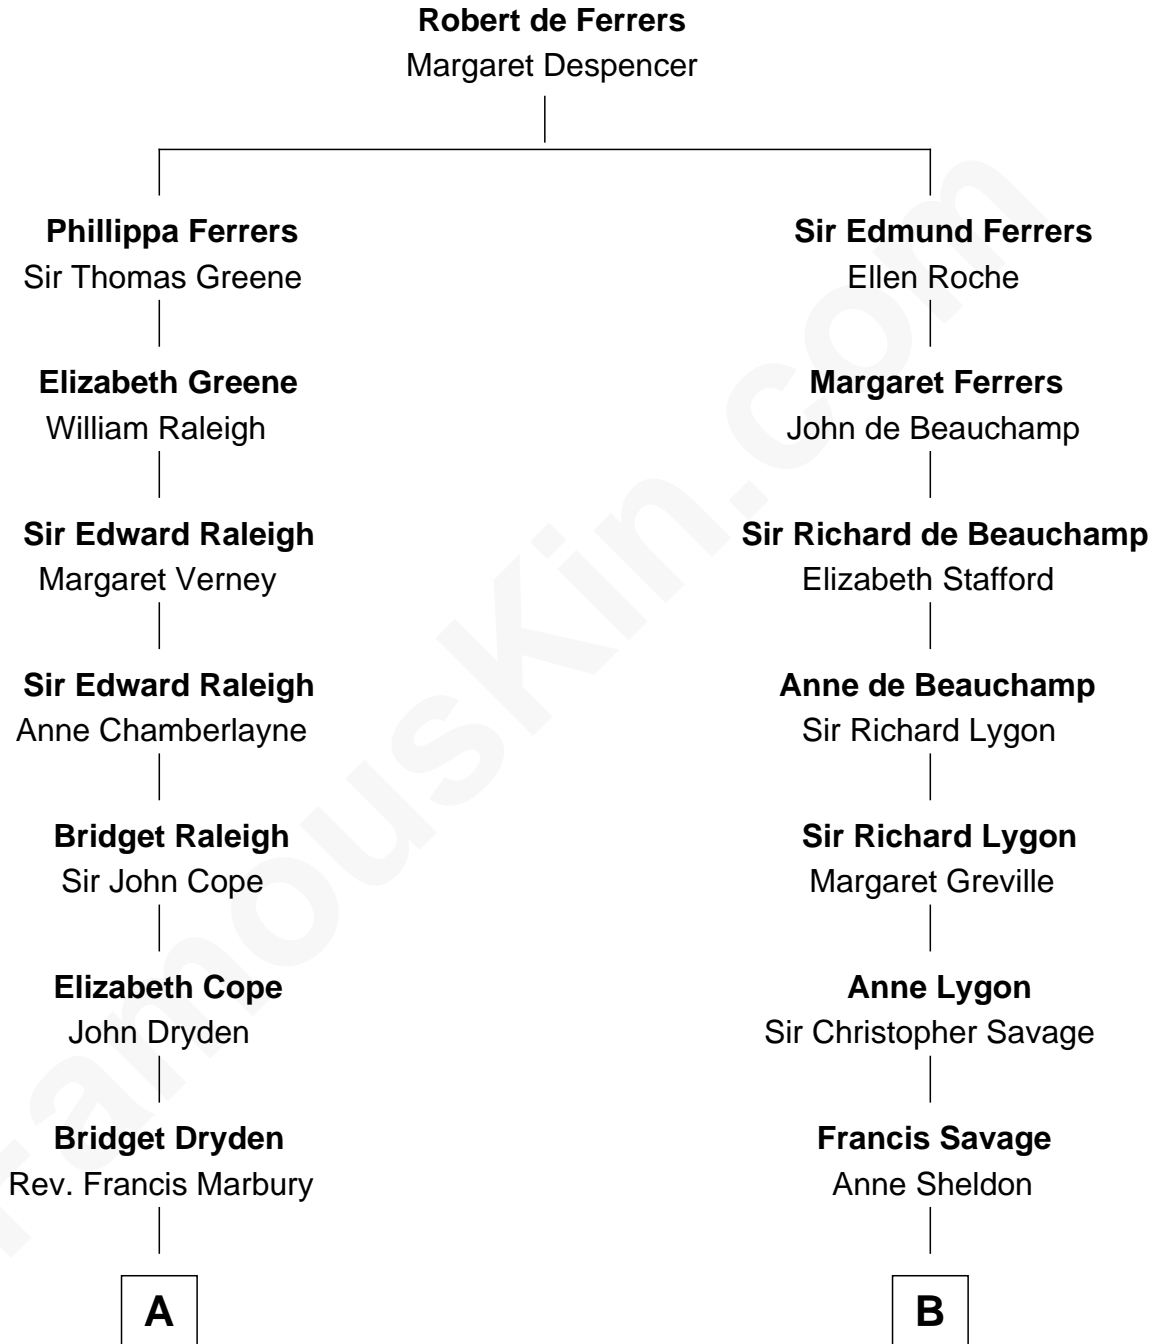 Robert de Ferrers
Margaret Despencer
Phillippa Ferrers
Sir Thomas Greene
Elizabeth Greene
William Raleigh
Sir Edward Raleigh
Margaret Verney
Sir Edward Raleigh
Anne Chamberlayne
Bridget Raleigh
Sir John Cope
Elizabeth Cope
John Dryden
Bridget Dryden
Rev. Francis Marbury
A
Sir Edmund Ferrers
Ellen Roche
Margaret Ferrers
John de Beauchamp
Sir Richard de Beauchamp
Elizabeth Stafford
Anne de Beauchamp
Sir Richard Lygon
Sir Richard Lygon
Margaret Greville
Anne Lygon
Sir Christopher Savage
Francis Savage
Anne Sheldon
B
famouskin.com